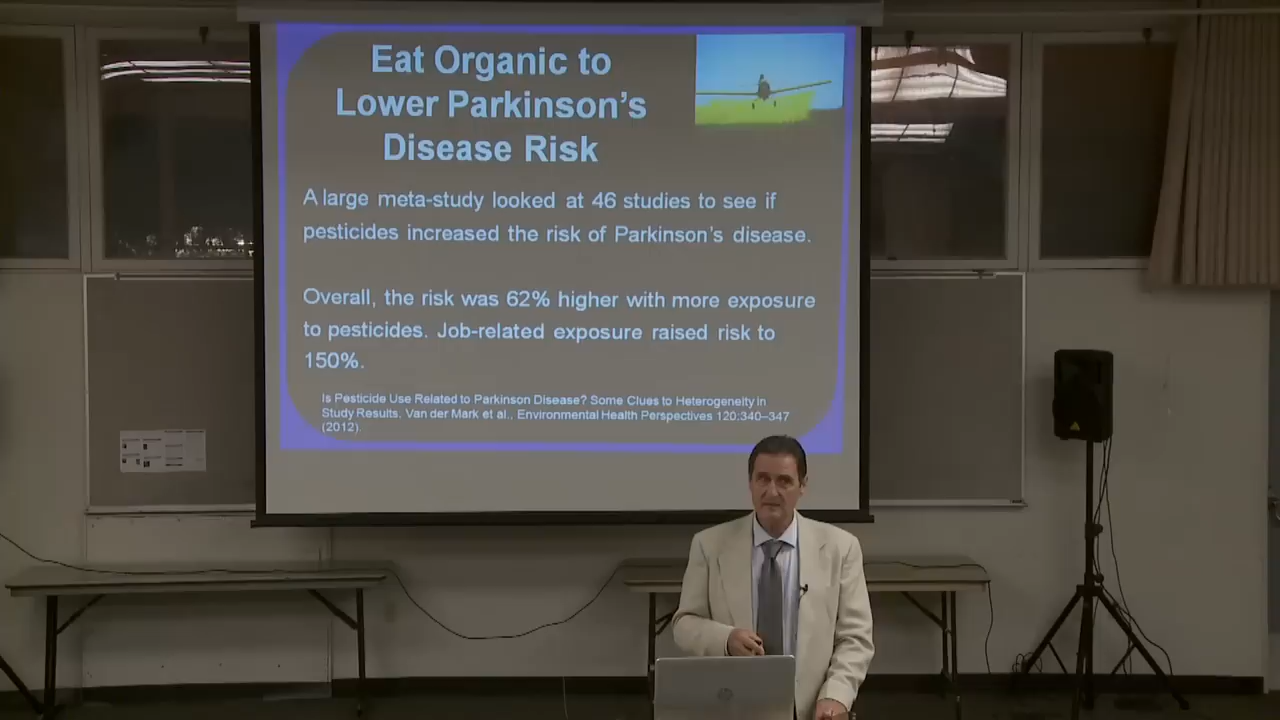 Eat Organic to
Lower Parkinson's
Disease Risk
A large meta-study looked at 46 studies to see if
pesticides increased the risk of Parkinson's disease.
Overall, the risk was 62% higher with more exposure
to pesticides. Job-related exposure raised risk to
150%.
Is Pesticide Use Related to Parkinson Disease? Some Clues to Heterogeneity in
Study Results. Van der Mark et al.. Environmental Health Perspectives 120:340–347
(2012).
hp